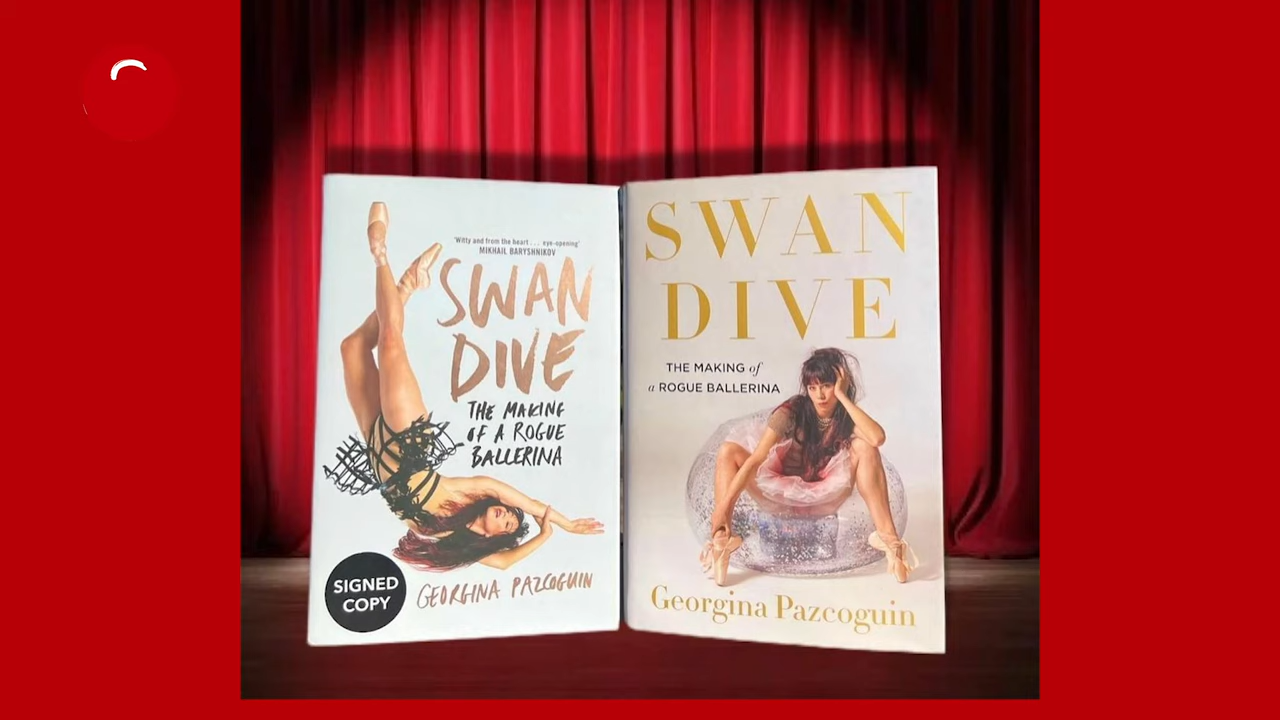 'Witty and from the heart . . . eye-opening'
MIKHAIL BARYSHNIKOV
SWAN
DIVE
THE MAKING
OF A ROGUE
BALLERINA
SIGNED
COPY
GEORGINA PAZCOGUIN
SWAN
DIVE
THE MAKING of
a ROGUE BALLERINA
Georgina Pazcoguin